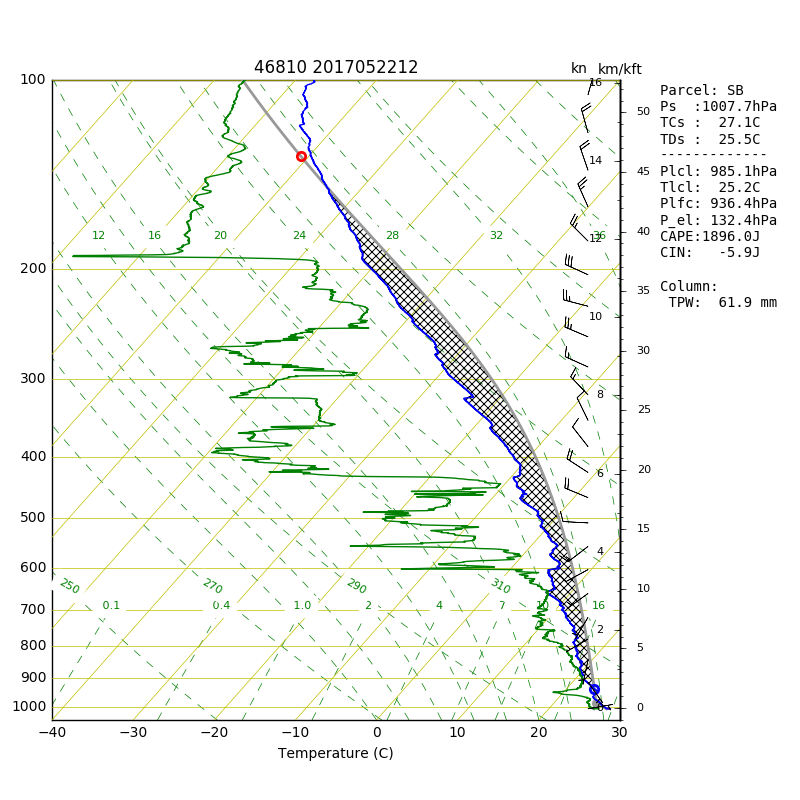 46810 2017052212
kn km/kft
100
200
300
400
500
600
700
800
900
1000
−40 −30 −20 −10 0 10 20 30
Temperature (C)
12 16 20 24 28 32 36
250 270 290 310
0.1 0.4 1.0 2 4 7 10 16
16
14
12
10
8
6
4
2
0
50
45
40
35
30
25
20
15
10
5
0
Parcel: SB
Ps :1007.7hPa
TCs : 27.1C
TDs : 25.5C
-------------
Plcl: 985.1hPa
Tlcl: 25.2C
Plfc: 936.4hPa
P_el: 132.4hPa
CAPE:1896.0J
CIN: -5.9J
Column:
TPW: 61.9 mm